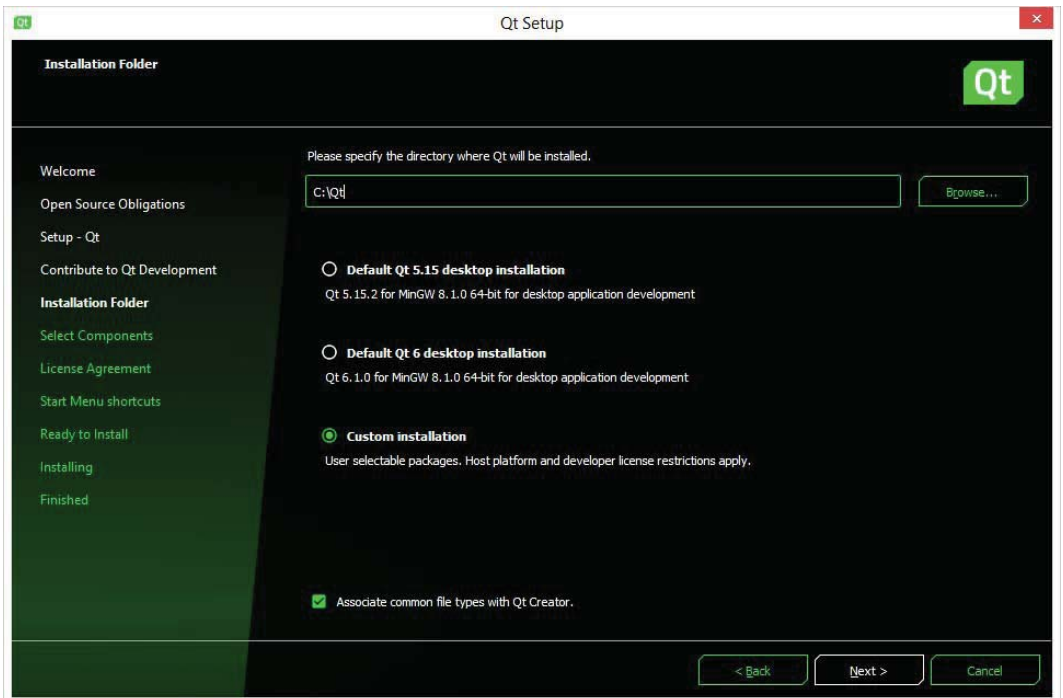 Qt
Qt Setup
Installation Folder
Qt
Welcome
Open Source Obligations
Setup - Qt
Contribute to Qt Development
Installation Folder
Select Components
License Agreement
Start Menu shortcuts
Ready to Install
Installing
Finished
Please specify the directory where Qt will be installed.
C:\Qt
Browse...
Default Qt 5.15 desktop installation
Qt 5.15.2 for MinGW 8.1.0 64-bit for desktop application development
Default Qt 6 desktop installation
Qt 6.1.0 for MinGW 8.1.0 64-bit for desktop application development
Custom installation
User selectable packages. Host platform and developer license restrictions apply.
Associate common file types with Qt Creator.
< Back
Next >
Cancel